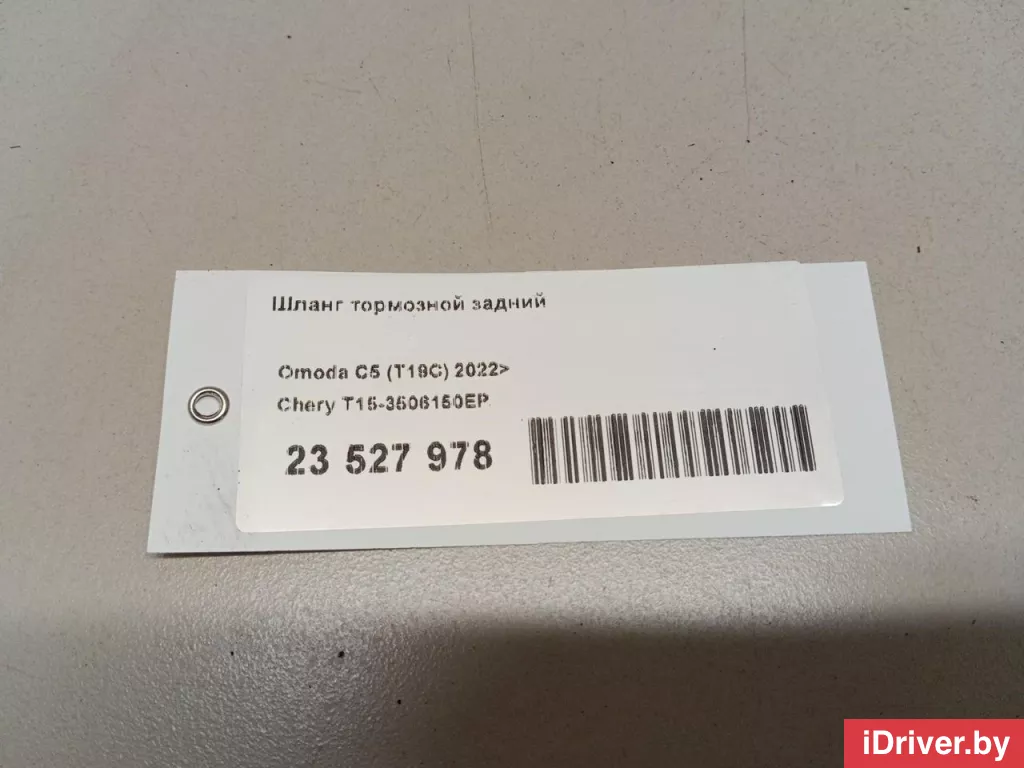 Шланг тормозной задний
Omoda C5 (T19C) 2022>
Chery T15-3506150EP
23 527 978
iDriver.by